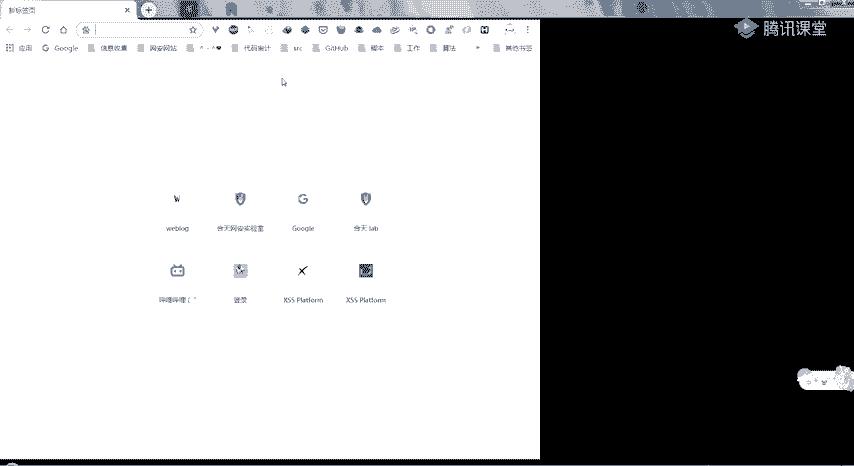 新标签页
腾讯课堂
应用 Google 信息收集 网安网站 ^-^❤ 代码审计 src GitHub 脚本 工作 算法 » 其他书签
weblog 合天网安实验室 Google 合天 lab
哔哩哔哩 ( ゜ 登录 XSS Platform XSS Platform